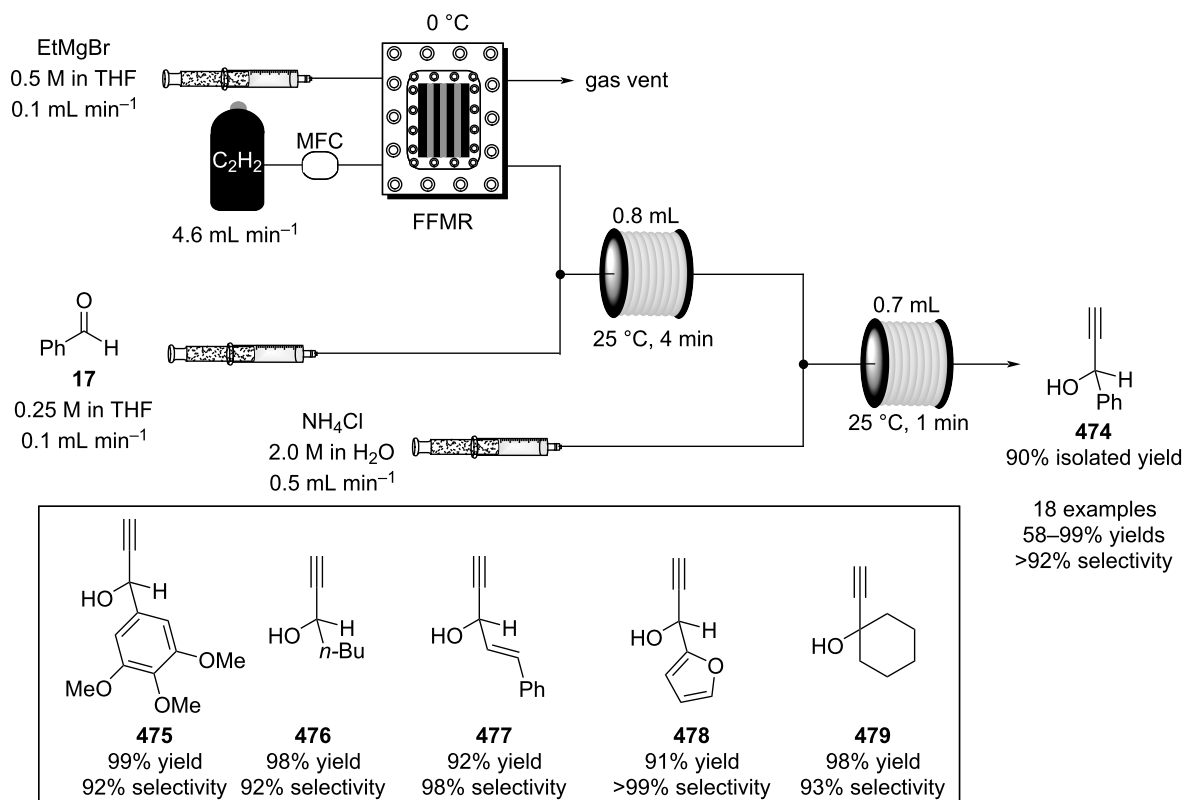 0 °C
EtMgBr
0.5 M in THF
0.1 mL min–1
gas vent
C2H2
MFC
4.6 mL min–1
FFMR
0.8 mL
25 °C, 4 min
O
Ph
H
17
0.25 M in THF
0.1 mL min–1
NH4Cl
2.0 M in H2O
0.5 mL min–1
0.7 mL
25 °C, 1 min
HO
H
Ph
474
90% isolated yield
18 examples
58–99% yields
>92% selectivity
HO
H
OMe
MeO
OMe
475
99% yield
92% selectivity
HO
H
n-Bu
476
98% yield
92% selectivity
HO
H
Ph
477
92% yield
98% selectivity
HO
H
O
478
91% yield
>99% selectivity
HO
479
98% yield
93% selectivity